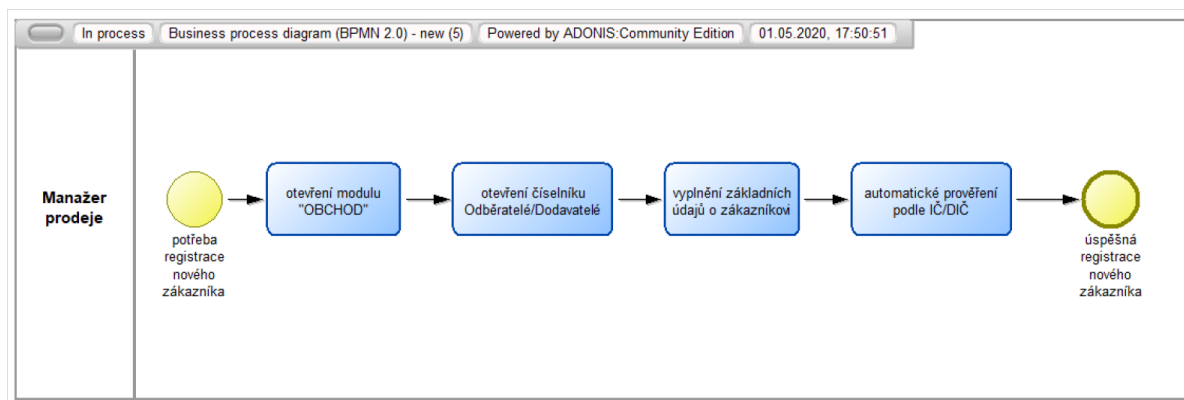 In process Business process diagram (BPMN 2.0) - new (5) Powered by ADONIS:Community Edition 01.05.2020, 17:50:51
Manažer
prodeje
potřeba
registrace
nového
zákazníka
otevření modulu
"OBCHOD"
otevření číselníku
Odběratelé/Dodavatelé
vyplnění základních
údajů o zákazníkovi
automatické prověření
podle IČ/DIČ
úspěšná
registrace
nového
zákazníka